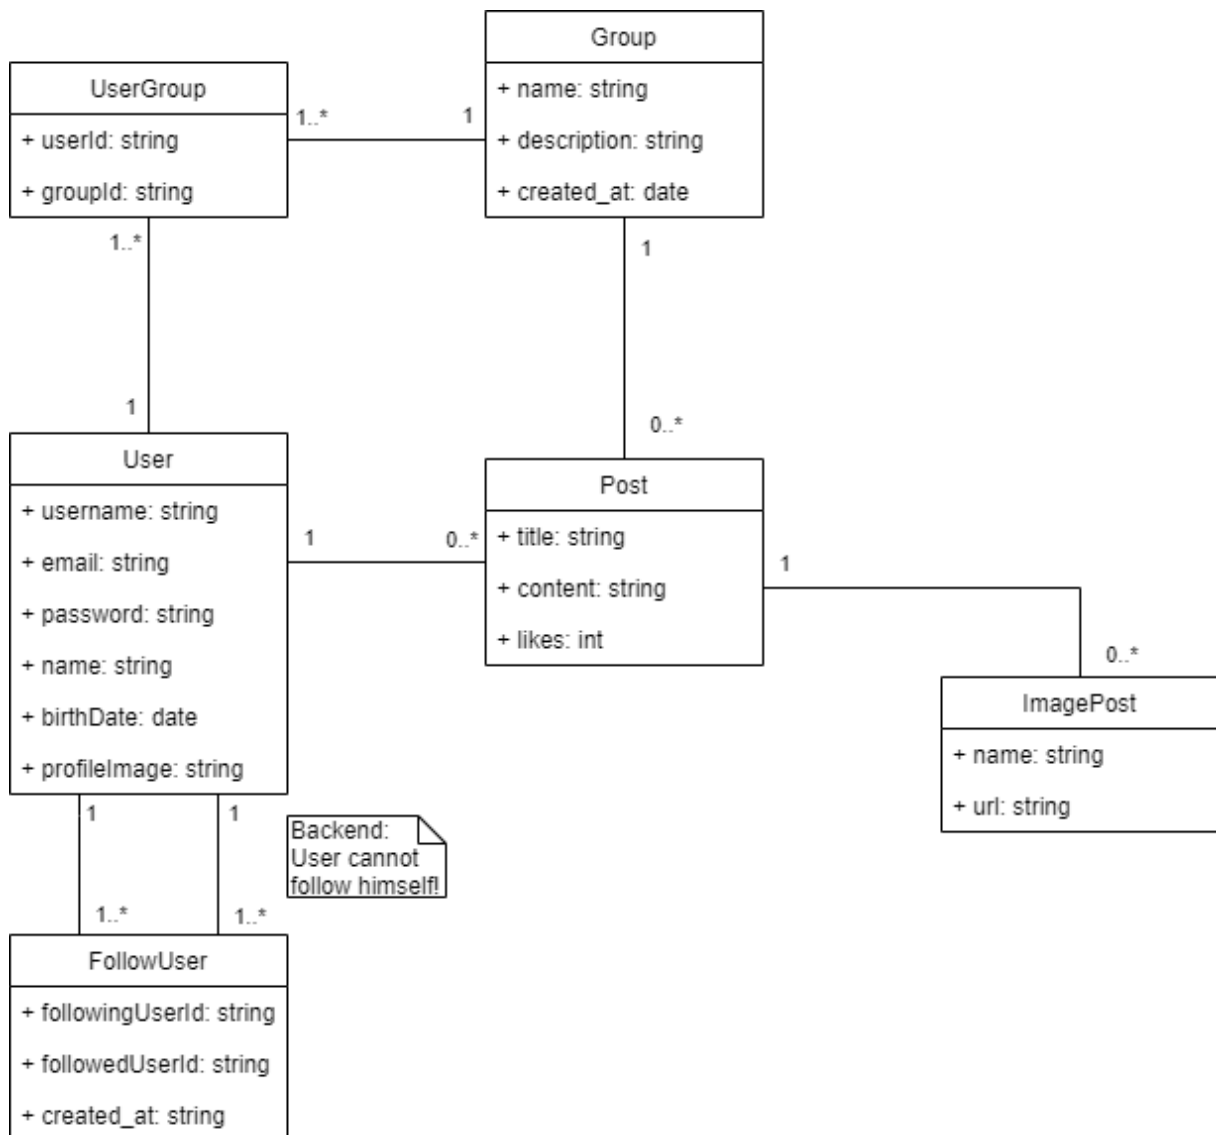 Group
+ name: string
+ description: string
+ created_at: date
UserGroup
+ userId: string
+ groupId: string
1..*
1
1..*
1
1
0..*
User
+ username: string
+ email: string
+ password: string
+ name: string
+ birthDate: date
+ profileImage: string
1
0..*
Post
+ title: string
+ content: string
+ likes: int
1
0..*
ImagePost
+ name: string
+ url: string
1
1
Backend:
User cannot
follow himself!
1..*
1..*
FollowUser
+ followingUserId: string
+ followedUserId: string
+ created_at: string